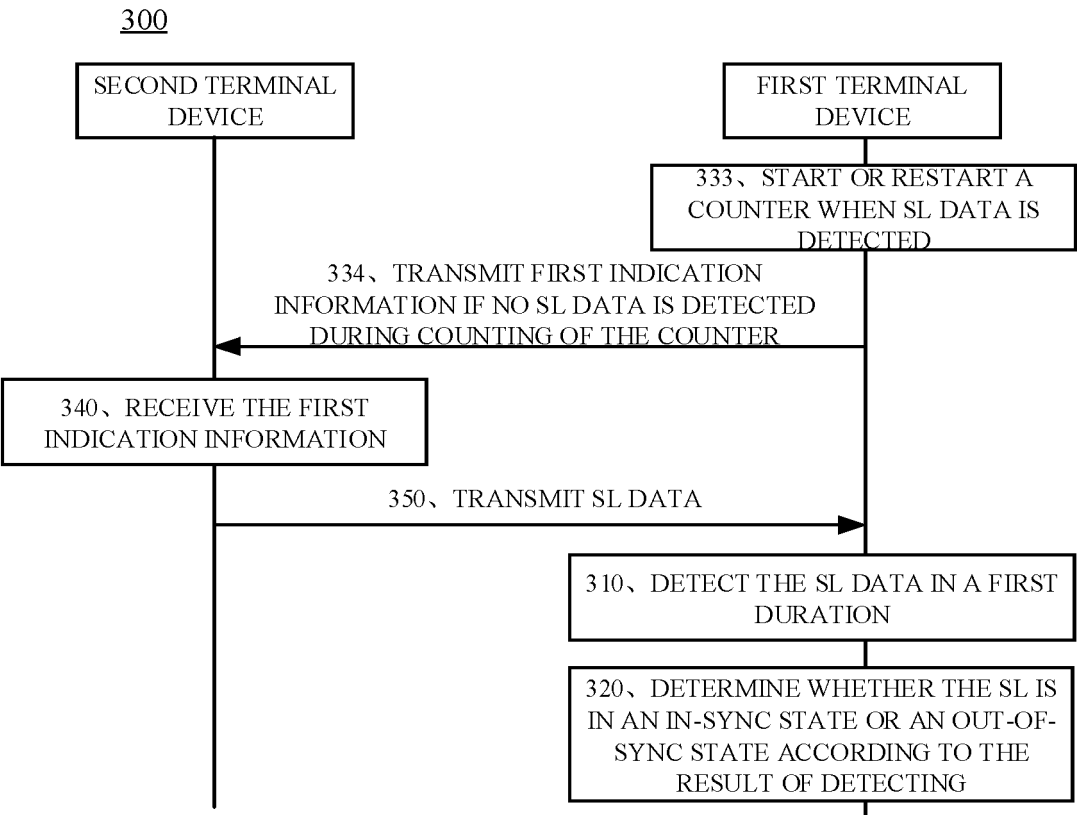 300
SECOND TERMINAL
DEVICE
FIRST TERMINAL
DEVICE
333、START OR RESTART A
COUNTER WHEN SL DATA IS
DETECTED
334、TRANSMIT FIRST INDICATION
INFORMATION IF NO SL DATA IS DETECTED
DURING COUNTING OF THE COUNTER
340、RECEIVE THE FIRST
INDICATION INFORMATION
350、TRANSMIT SL DATA
310、DETECT THE SL DATA IN A FIRST
DURATION
320、DETERMINE WHETHER THE SL IS
IN AN IN-SYNC STATE OR AN OUT-OF-
SYNC STATE ACCORDING TO THE
RESULT OF DETECTING